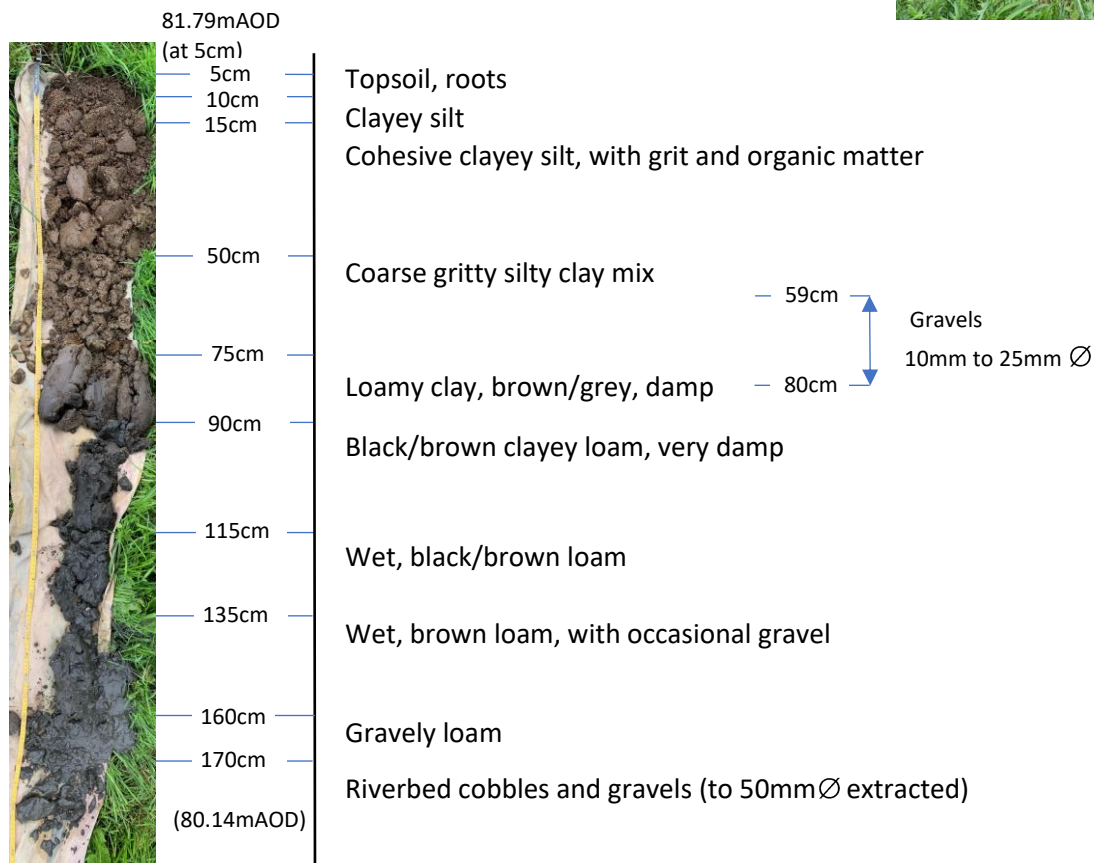 81.79mAOD
(at 5cm)
5cm
Topsoil, roots
10cm
Clayey silt
15cm
Cohesive clayey silt, with grit and organic matter
50cm
Coarse gritty silty clay mix
59cm
Gravels
10mm to 25mm ∅
75cm
Loamy clay, brown/grey, damp
80cm
90cm
Black/brown clayey loam, very damp
115cm
Wet, black/brown loam
135cm
Wet, brown loam, with occasional gravel
160cm
Gravely loam
170cm
Riverbed cobbles and gravels (to 50mm∅ extracted)
(80.14mAOD)